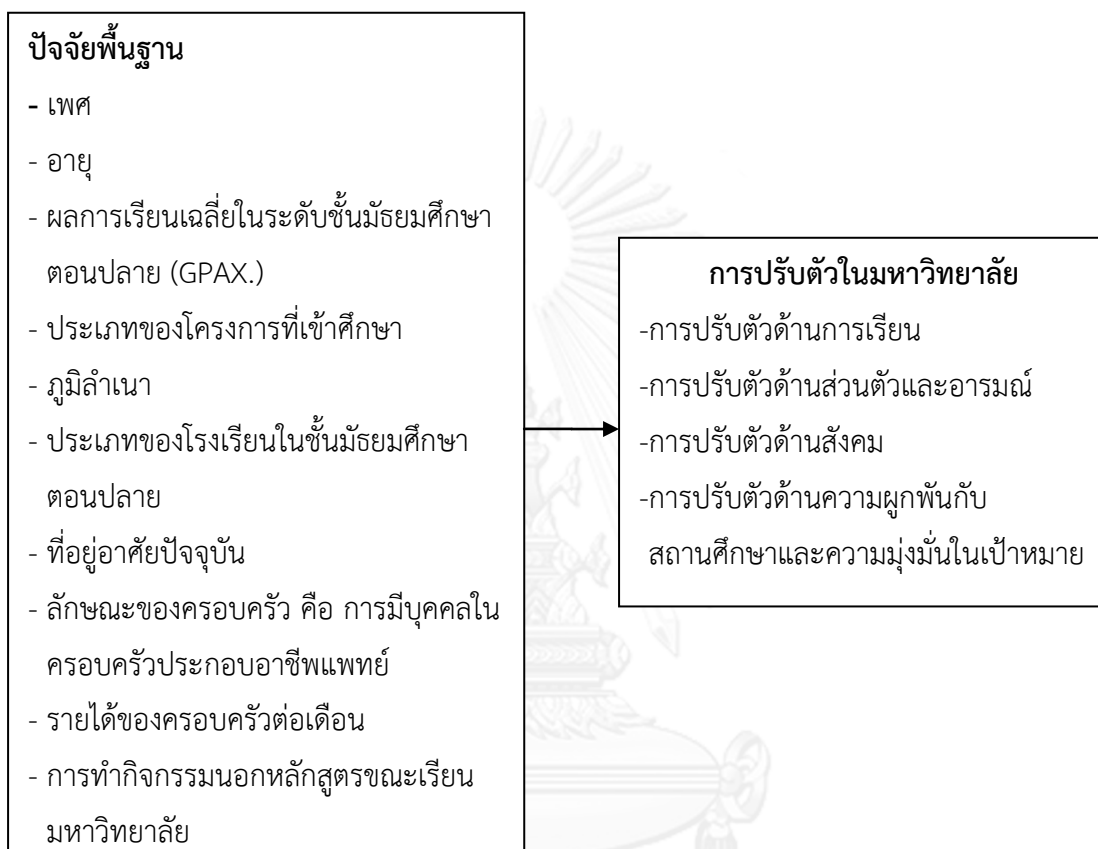 ปัจจัยพื้นฐาน
- เพศ
- อายุ
- ผลการเรียนเฉลี่ยในระดับชั้นมัธยมศึกษา
ตอนปลาย (GPAX.)
- ประเภทของโครงการที่เข้าศึกษา
- ภูมิลำเนา
- ประเภทของโรงเรียนในชั้นมัธยมศึกษา
ตอนปลาย
- ที่อยู่อาศัยปัจจุบัน
- ลักษณะของครอบครัว คือ การมีบุคคลใน
ครอบครัวประกอบอาชีพแพทย์
- รายได้ของครอบครัวต่อเดือน
- การทำกิจกรรมนอกหลักสูตรขณะเรียน
มหาวิทยาลัย
การปรับตัวในมหาวิทยาลัย
-การปรับตัวด้านการเรียน
-การปรับตัวด้านส่วนตัวและอารมณ์
-การปรับตัวด้านสังคม
-การปรับตัวด้านความผูกพันกับ
สถานศึกษาและความมุ่งมั่นในเป้าหมาย